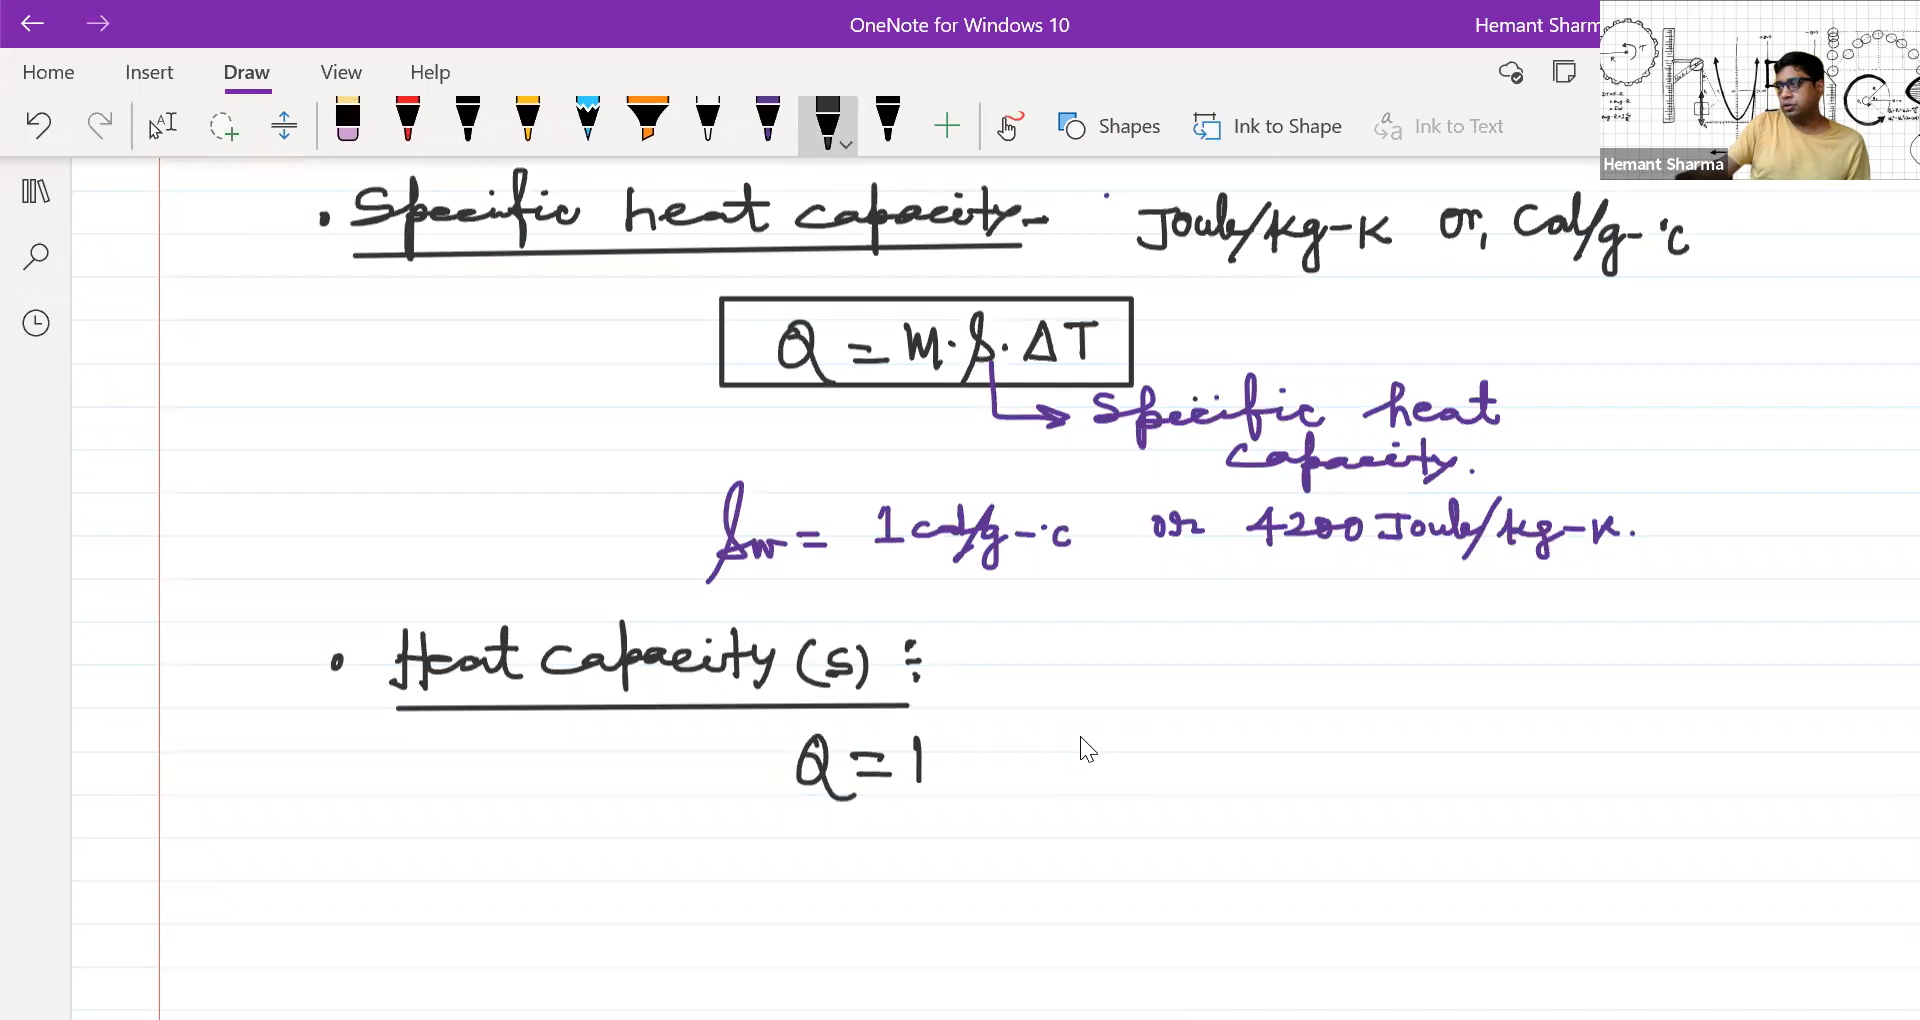 OneNote for Windows 10
Hemant Sharm
Home Insert Draw View Help
Shapes Ink to Shape Ink to Text
Hemant Sharma
• Specific heat capacity - Joule/kg-K or, Cal/g-°C
Q = M·S·ΔT
Specific heat
capacity.
Sw = 1 cal/g-°C or 4200 Joule/kg-K.
• Heat capacity (S) :-
Q = 1